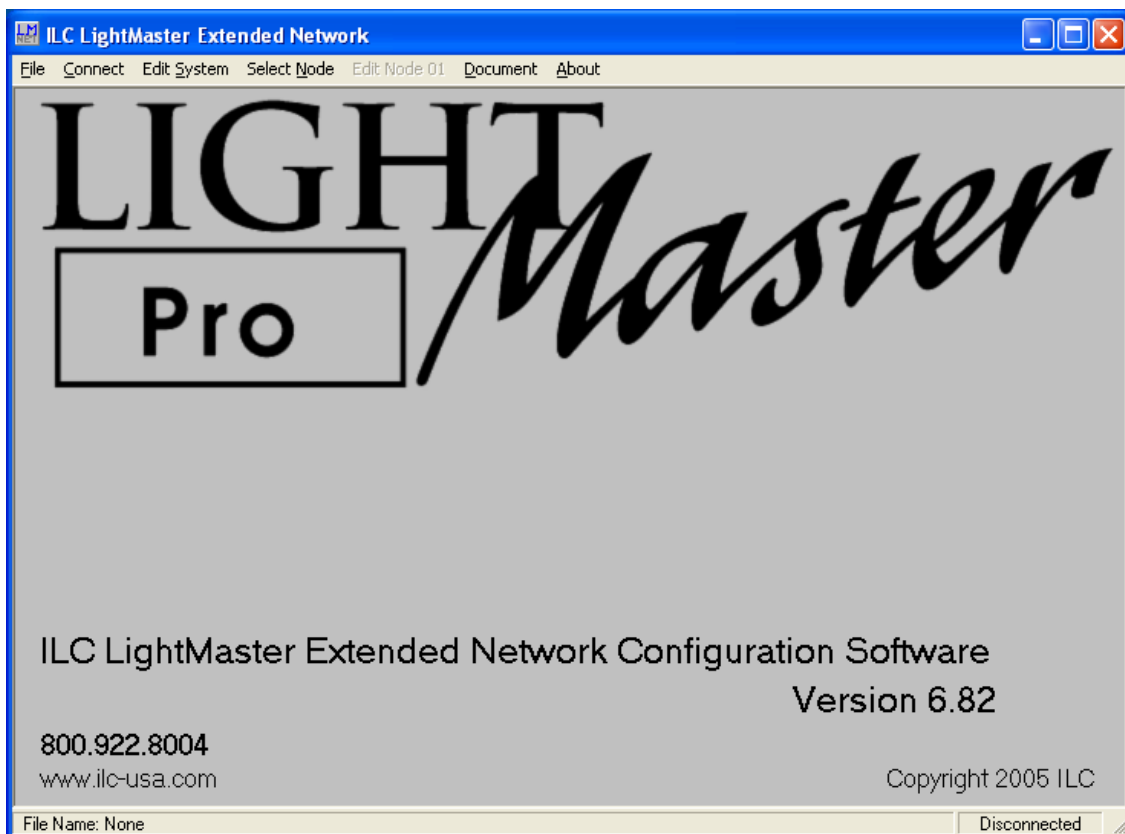 LM
NET
ILC LightMaster Extended Network
File Connect Edit System Select Node Edit Node 01 Document About
LIGHT
Master
Pro
ILC LightMaster Extended Network Configuration Software
Version 6.82
800.922.8004
www.ilc-usa.com
Copyright 2005 ILC
File Name: None
Disconnected